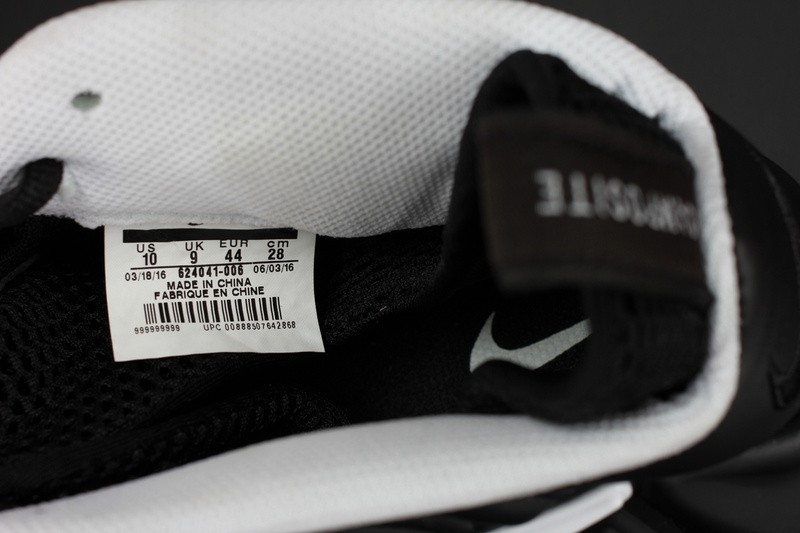 US UK EUR cm
10 9 44 28
03/18/16 624041-006 06/03/16
MADE IN CHINA
FABRIQUE EN CHINE
999999999 UPC 00888507642868